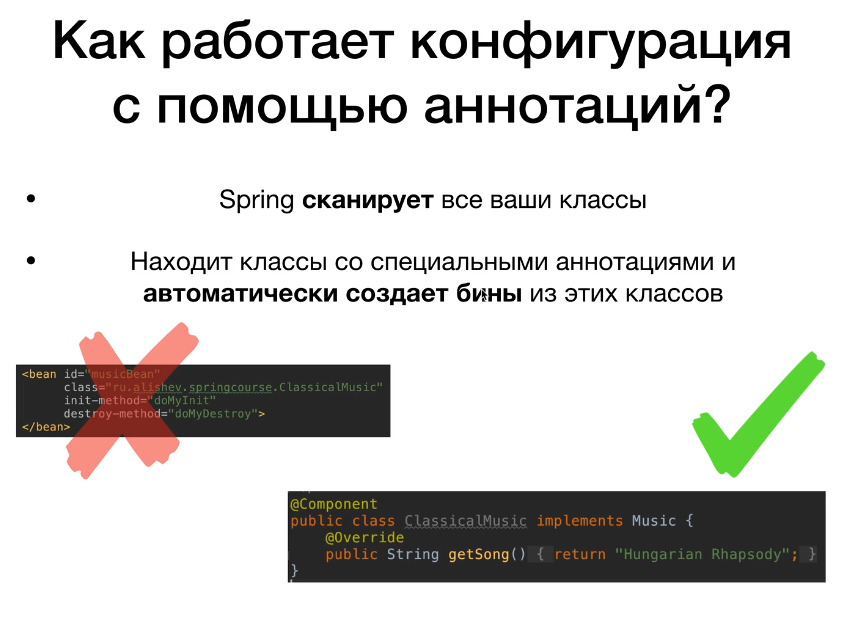 Как работает конфигурация
с помощью аннотаций?
• Spring сканирует все ваши классы
• Находит классы со специальными аннотациями и
автоматически создает бины из этих классов
<bean id="musicBean"
class="ru.alishev.springcourse.ClassicalMusic"
init-method="doMyInit"
destroy-method="doMyDestroy">
</bean>
@Component
public class ClassicalMusic implements Music {
@Override
public String getSong() { return "Hungarian Rhapsody"; }
}